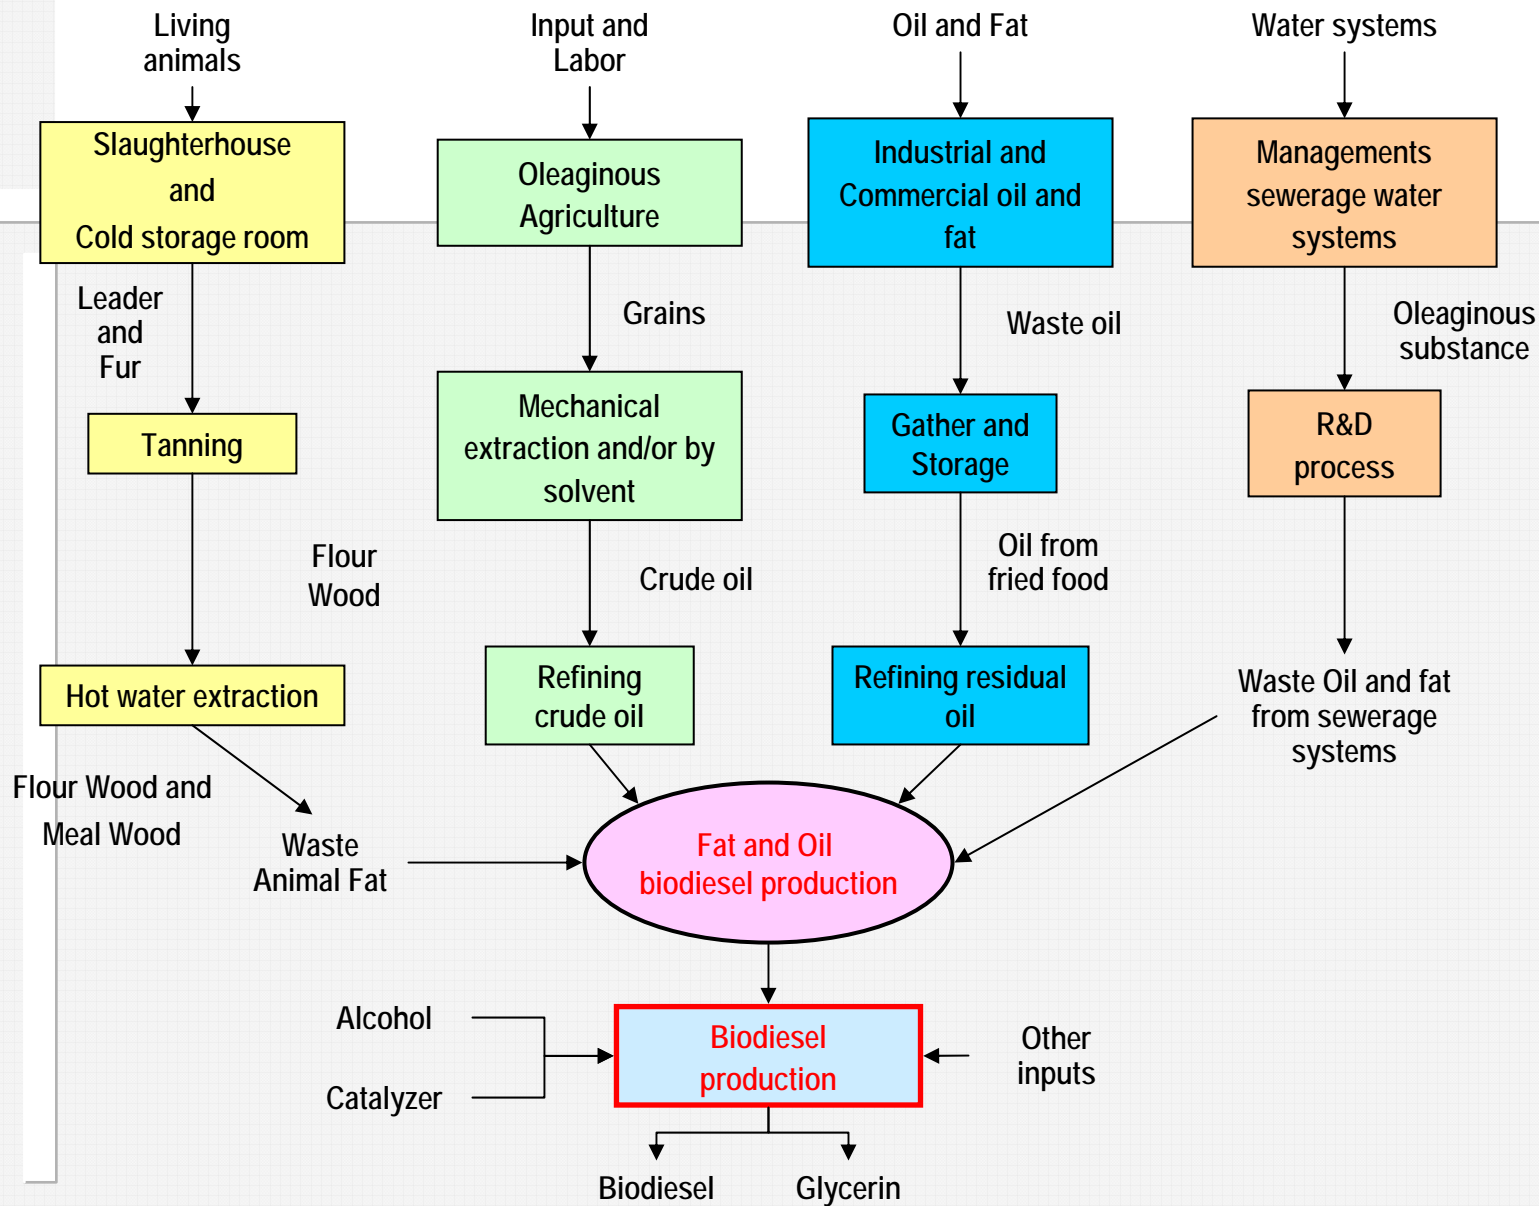 Living
animals
Input and
Labor
Oil and Fat
Water systems
Slaughterhouse
and
Cold storage room
Oleaginous
Agriculture
Industrial and
Commercial oil and
fat
Managements
sewerage water
systems
Leader
and
Fur
Grains
Waste oil
Oleaginous
substance
Tanning
Mechanical
extraction and/or by
solvent
Gather and
Storage
R&D
process
Flour
Wood
Crude oil
Oil from
fried food
Hot water extraction
Refining
crude oil
Refining residual
oil
Waste Oil and fat
from sewerage
systems
Flour Wood and
Meal Wood
Waste
Animal Fat
Fat and Oil
biodiesel production
Alcohol
Catalyzer
Biodiesel
production
Other
inputs
Biodiesel
Glycerin